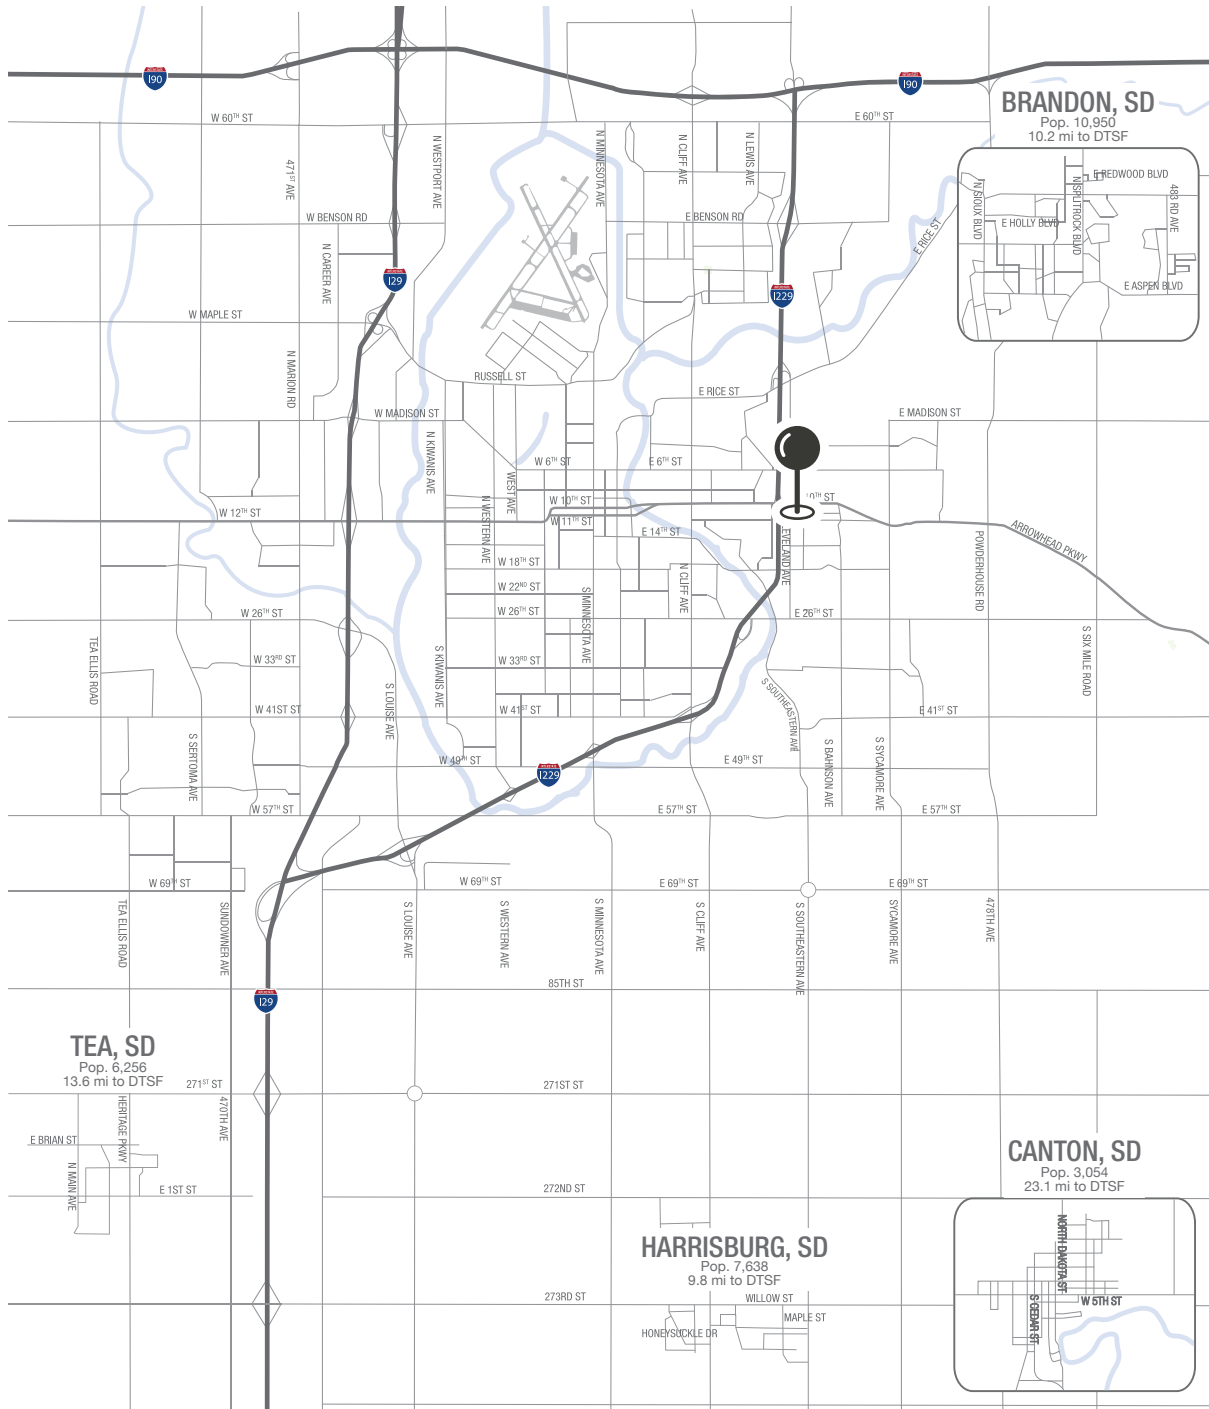 I90
I90
BRANDON, SD
Pop. 10,950
10.2 mi to DTSF
W 60TH ST
E 60TH ST
471ST AVE
N WESTPORT AVE
N MINNESOTA AVE
N CLIFF AVE
N LEWIS AVE
E REDWOOD BLVD
N SIOUX BLVD
N SPLITROCK BLVD
483 RD AVE
E HOLLY BLVD
E ASPEN BLVD
W BENSON RD
E BENSON RD
E RICE ST
N CAREER AVE
I29
I229
W MAPLE ST
N MARION RD
RUSSELL ST
E RICE ST
W MADISON ST
E MADISON ST
N KIWANIS AVE
W 6TH ST
E 6TH ST
WEST AVE
N WESTERN AVE
W 10TH ST
0TH ST
W 12TH ST
W 11TH ST
E 14TH ST
ARROWHEAD PKWY
EVELAND AVE
POWDERHOUSE RD
W 18TH ST
N CLIFF AVE
W 22ND ST
S MINNESOTA AVE
W 26TH ST
W 26TH ST
E 26TH ST
TEA ELLIS ROAD
S SIX MILE ROAD
W 33RD ST
W 33RD ST
S KIWANIS AVE
S LOUISE AVE
S SOUTHEASTERN AVE
W 41ST ST
W 41ST ST
E 41ST ST
S SERTOMA AVE
S BAHNSON AVE
S SYCAMORE AVE
W 49TH ST
E 49TH ST
I229
W 57TH ST
E 57TH ST
E 57TH ST
W 69TH ST
W 69TH ST
E 69TH ST
E 69TH ST
TEA ELLIS ROAD
SUNDOWNER AVE
S LOUISE AVE
S WESTERN AVE
S MINNESOTA AVE
S CLIFF AVE
S SOUTHEASTERN AVE
SYCAMORE AVE
478TH AVE
85TH ST
I29
TEA, SD
Pop. 6,256
13.6 mi to DTSF
271ST ST
271ST ST
HERITAGE PKWY
470TH AVE
E BRIAN ST
N MAIN AVE
E 1ST ST
272ND ST
CANTON, SD
Pop. 3,054
23.1 mi to DTSF
NORTH DAKOTA ST
W 5TH ST
S CEDAR ST
HARRISBURG, SD
Pop. 7,638
9.8 mi to DTSF
273RD ST
WILLOW ST
MAPLE ST
HONEYSUCKLE DR